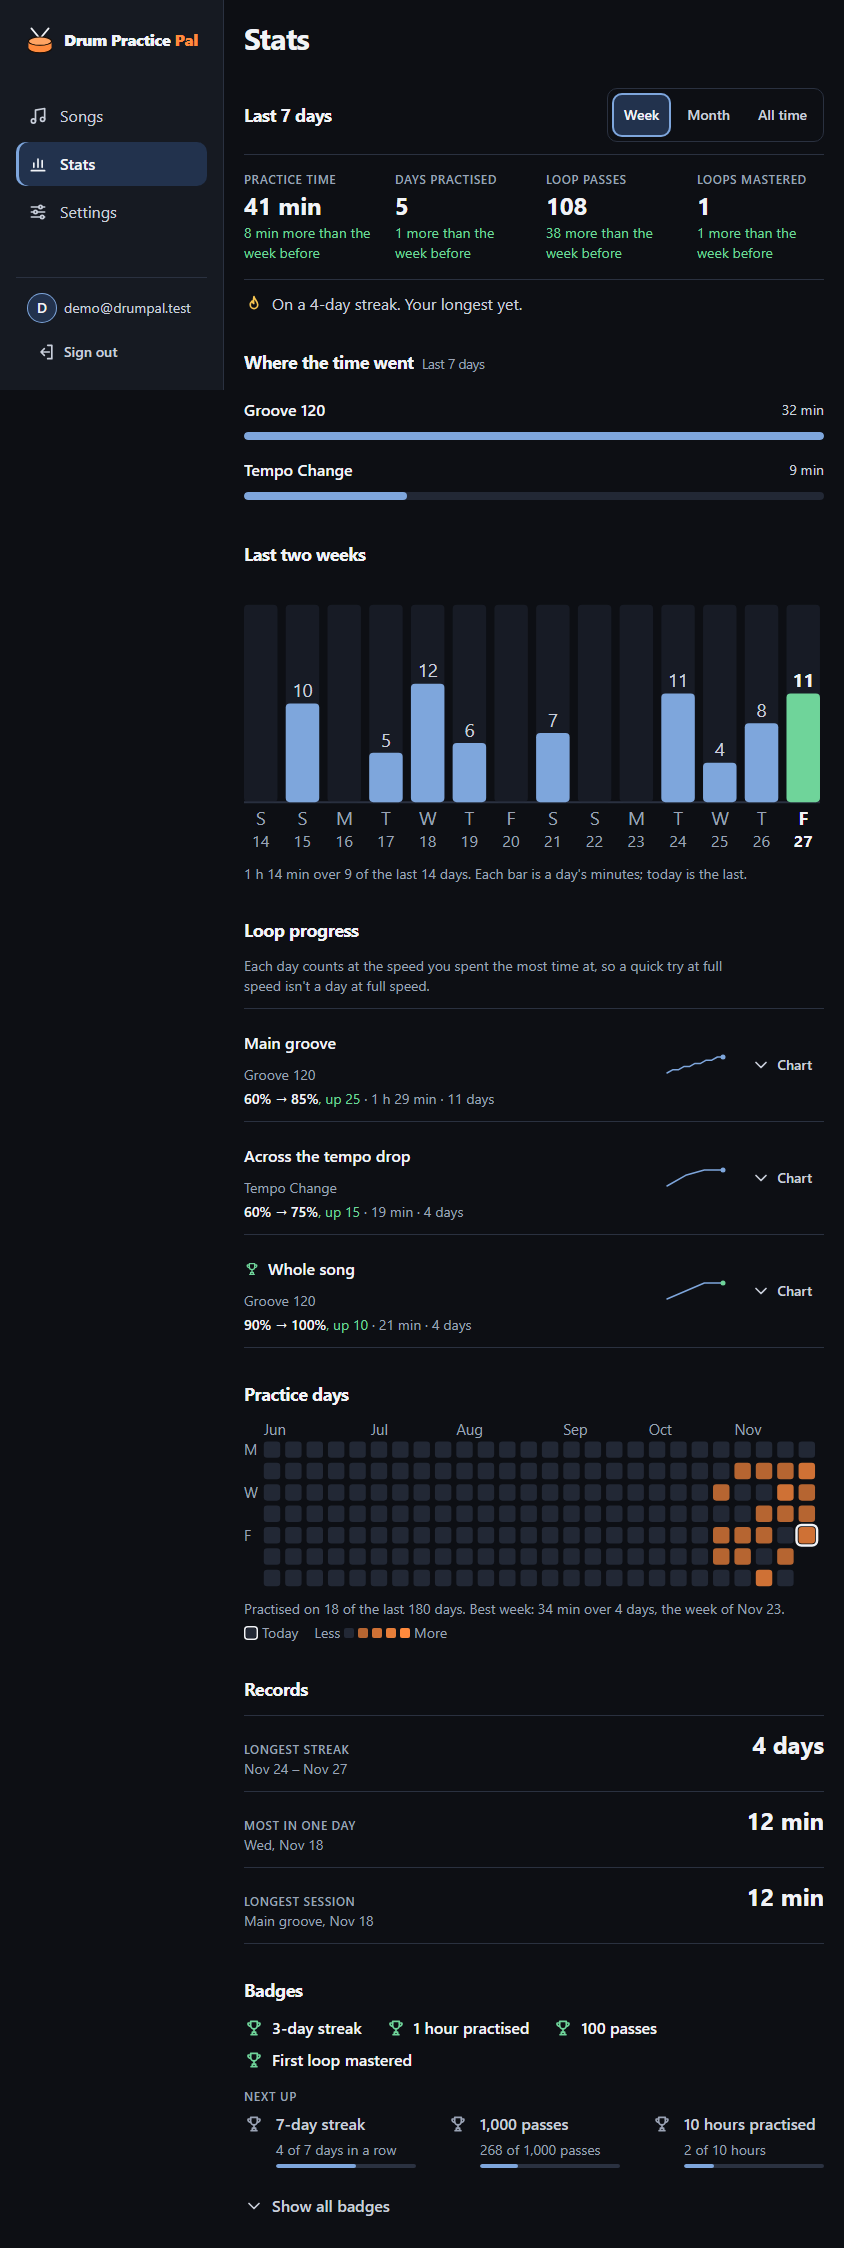 Drum Practice Pal
Songs
Stats
Settings
D
demo@drumpal.test
Sign out
Stats
Last 7 days
Week
Month
All time
PRACTICE TIME
41 min
8 min more than the
week before
DAYS PRACTISED
5
1 more than the
week before
LOOP PASSES
108
38 more than the
week before
LOOPS MASTERED
1
1 more than the
week before
On a 4-day streak. Your longest yet.
Where the time went Last 7 days
Groove 120 32 min
Tempo Change 9 min
Last two weeks
10 5 12 6 7 11 4 8 11
S S M T W T F S S M T W T F
14 15 16 17 18 19 20 21 22 23 24 25 26 27
1 h 14 min over 9 of the last 14 days. Each bar is a day's minutes; today is the last.
Loop progress
Each day counts at the speed you spent the most time at, so a quick try at full
speed isn't a day at full speed.
Main groove
Groove 120
60% → 85%, up 25 · 1 h 29 min · 11 days
Chart
Across the tempo drop
Tempo Change
60% → 75%, up 15 · 19 min · 4 days
Chart
Whole song
Groove 120
90% → 100%, up 10 · 21 min · 4 days
Chart
Practice days
Jun Jul Aug Sep Oct Nov
M
W
F
Practised on 18 of the last 180 days. Best week: 34 min over 4 days, the week of Nov 23.
Today Less More
Records
LONGEST STREAK
Nov 24 – Nov 27
4 days
MOST IN ONE DAY
Wed, Nov 18
12 min
LONGEST SESSION
Main groove, Nov 18
12 min
Badges
3-day streak 1 hour practised 100 passes
First loop mastered
NEXT UP
7-day streak
4 of 7 days in a row
1,000 passes
268 of 1,000 passes
10 hours practised
2 of 10 hours
Show all badges